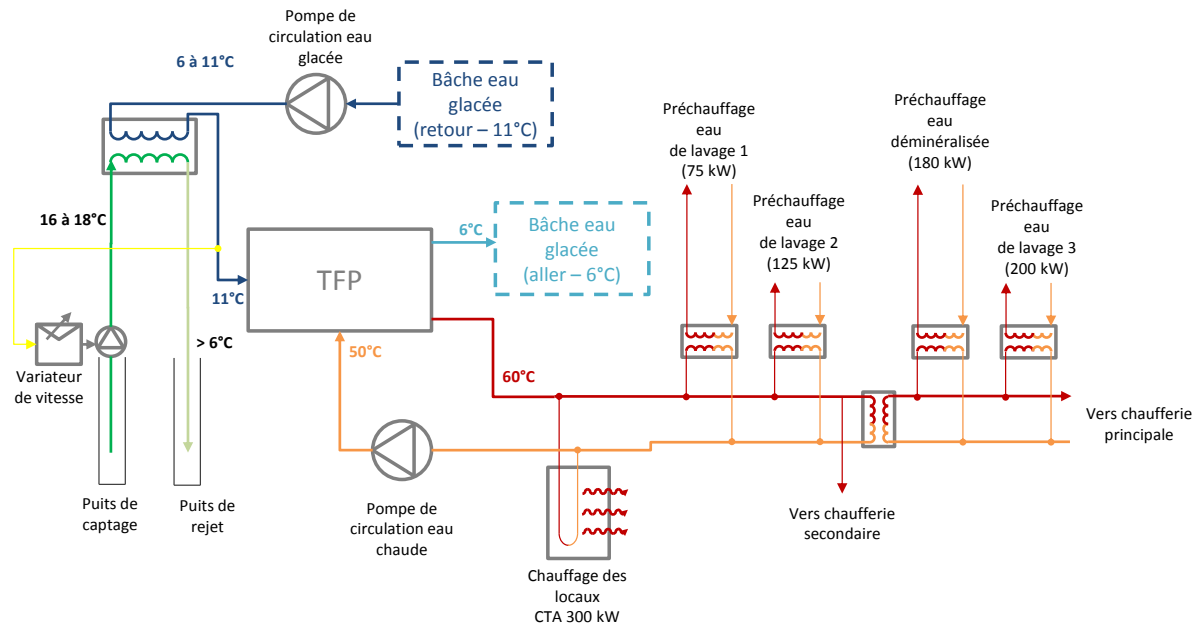 Pompe de
circulation eau
glacée
6 à 11°C
Bâche eau
glacée
(retour – 11°C)
Préchauffage
eau
de lavage 1
(75 kW)
Préchauffage
eau
déminéralisée
(180 kW)
Préchauffage
eau
de lavage 2
(125 kW)
Préchauffage
eau
de lavage 3
(200 kW)
16 à 18°C
6°C
Bâche eau
glacée
(aller – 6°C)
TFP
11°C
50°C
60°C
> 6°C
Variateur
de vitesse
Vers chaufferie
principale
Puits de
captage
Puits de
rejet
Pompe de
circulation eau
chaude
Vers chaufferie
secondaire
Chauffage des
locaux
CTA 300 kW